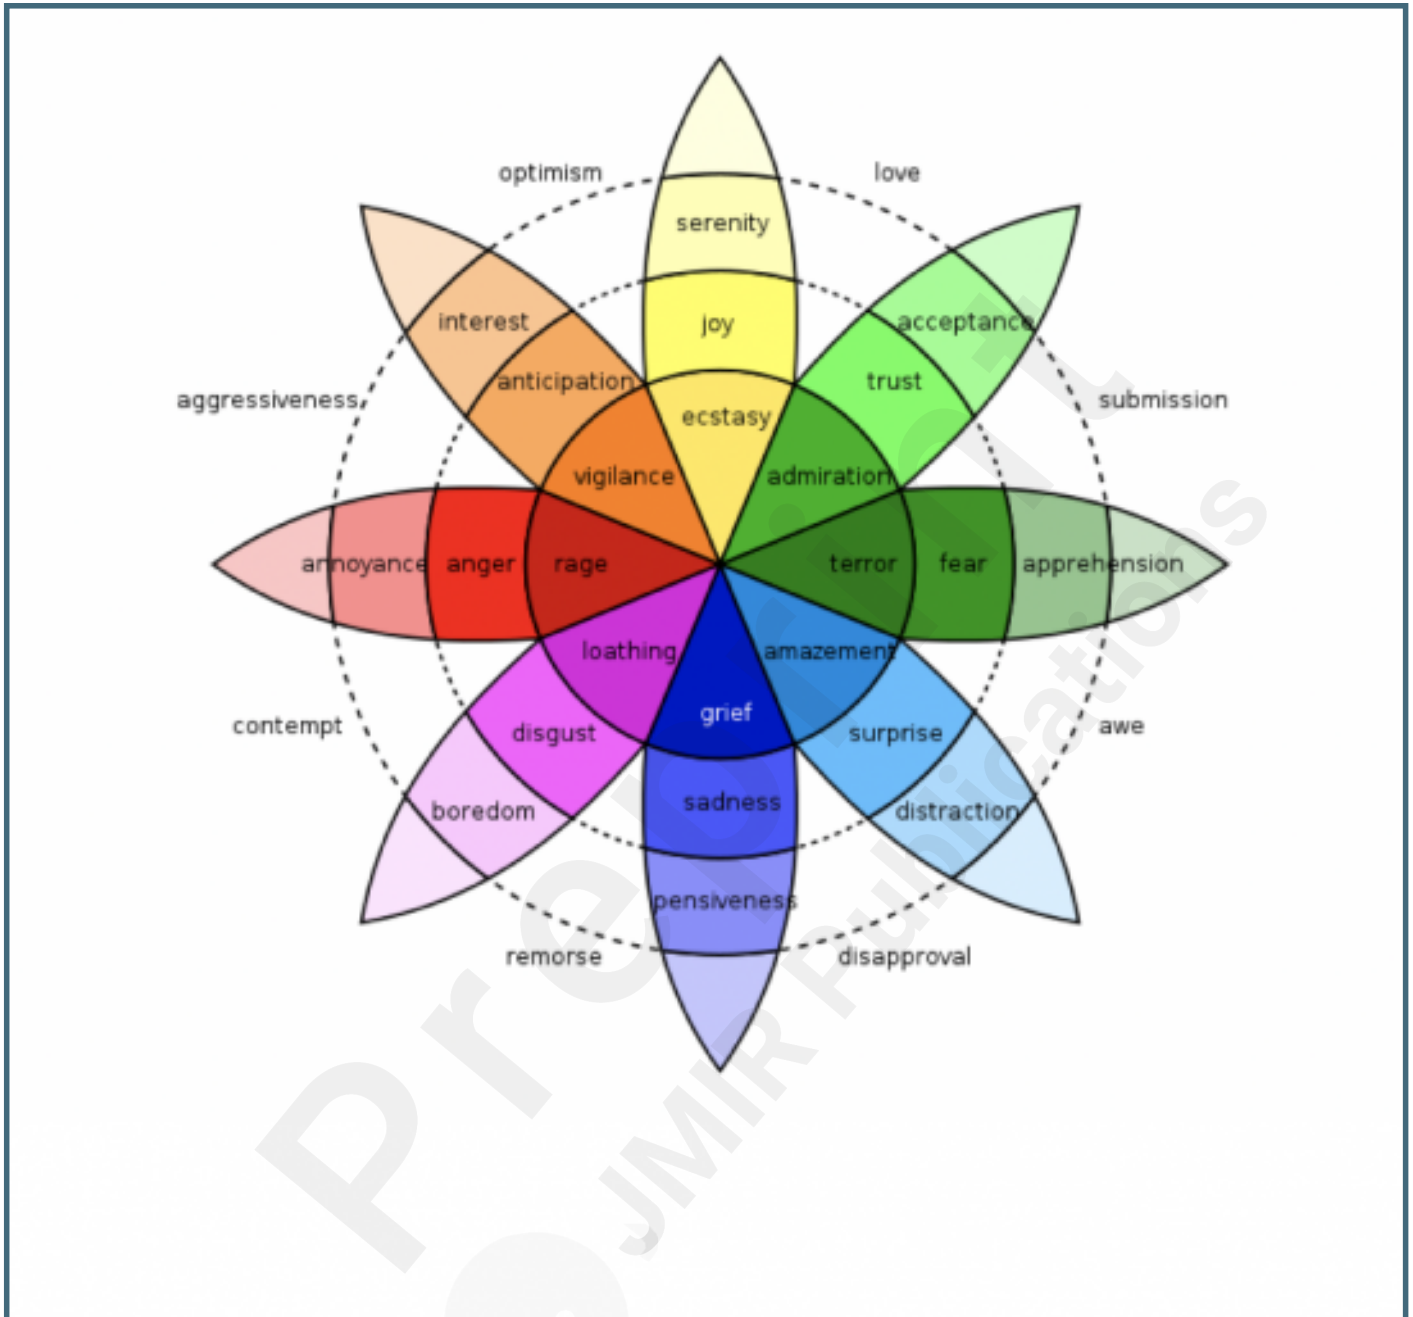 optimism
love
serenity
interest
joy
acceptance
anticipation
trust
aggressiveness
submission
ecstasy
vigilance
admiration
annoyance
anger
rage
terror
fear
apprehension
loathing
amazement
grief
contempt
disgust
surprise
awe
sadness
boredom
distraction
pensiveness
remorse
disapproval
Preprint
JMIR Publications